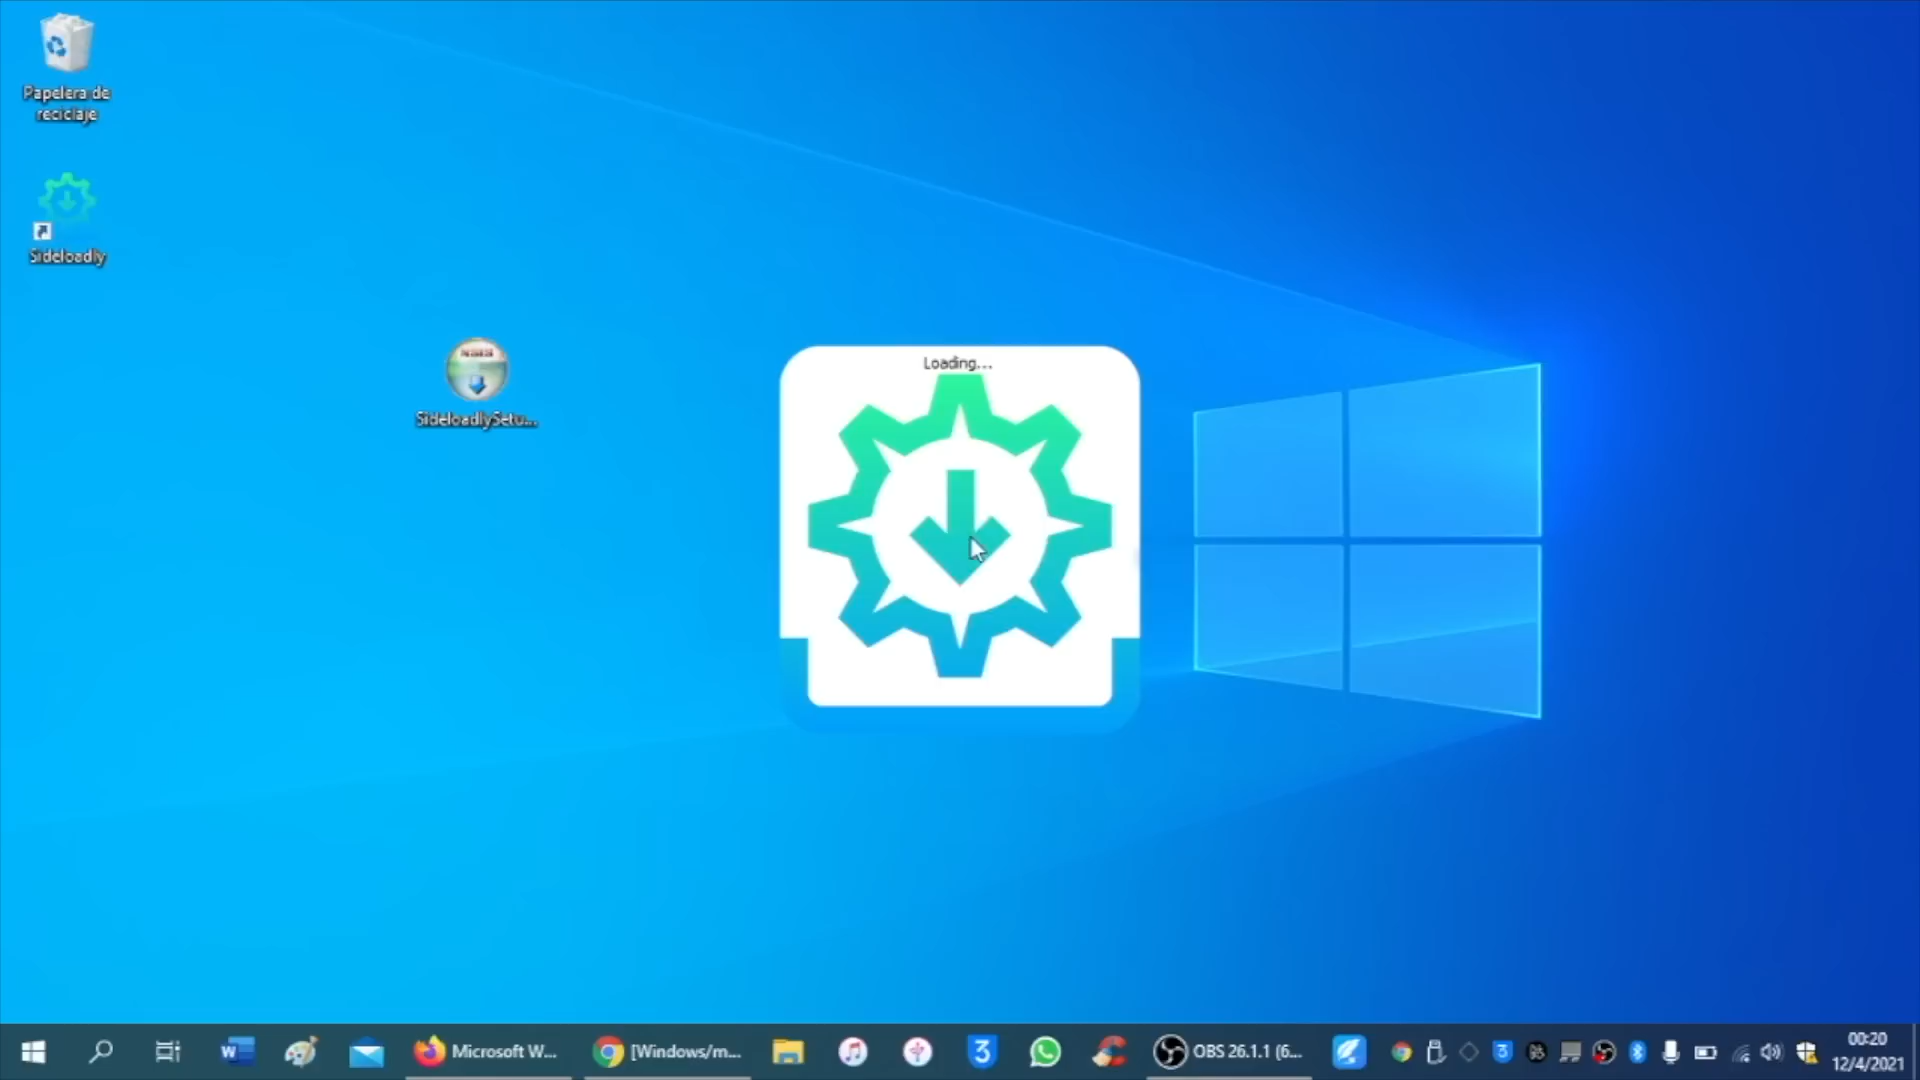 Papelera de
reciclaje
Sideloadly
SideloadlySetu...
Loading...
Microsoft W...
[Windows/m...
OBS 26.1.1 (6...
00:20
12/4/2021